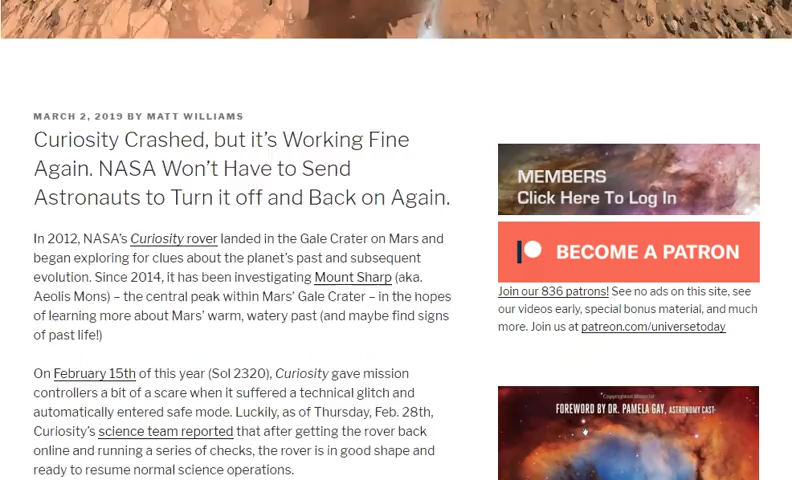 MARCH 2, 2019 BY MATT WILLIAMS
Curiosity Crashed, but it's Working Fine
Again. NASA Won't Have to Send
Astronauts to Turn it off and Back on Again.
In 2012, NASA's Curiosity rover landed in the Gale Crater on Mars and
began exploring for clues about the planet's past and subsequent
evolution. Since 2014, it has been investigating Mount Sharp (aka.
Aeolis Mons) – the central peak within Mars' Gale Crater – in the hopes
of learning more about Mars' warm, watery past (and maybe find signs
of past life!)
On February 15th of this year (Sol 2320), Curiosity gave mission
controllers a bit of a scare when it suffered a technical glitch and
automatically entered safe mode. Luckily, as of Thursday, Feb. 28th,
Curiosity's science team reported that after getting the rover back
online and running a series of checks, the rover is in good shape and
ready to resume normal science operations.
MEMBERS
Click Here To Log In
BECOME A PATRON
Join our 836 patrons! See no ads on this site, see
our videos early, special bonus material, and much
more. Join us at patreon.com/universetoday
Copyrighted Material
FOREWORD BY DR. PAMELA GAY, ASTRONOMY CAST